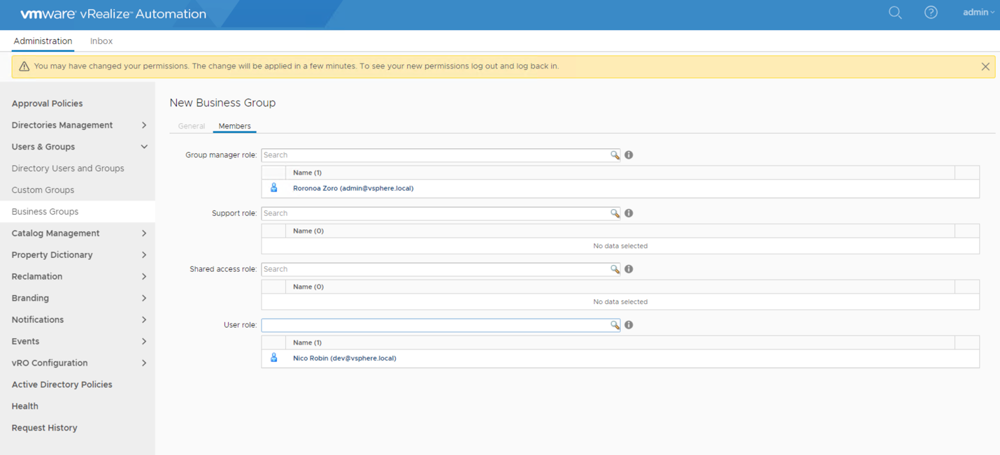 vmware® vRealize™ Automation
admin
Administration
Inbox
You may have changed your permissions. The change will be applied in a few minutes. To see your new permissions log out and log back in.
Approval Policies
Directories Management
Users & Groups
Directory Users and Groups
Custom Groups
Business Groups
Catalog Management
Property Dictionary
Reclamation
Branding
Notifications
Events
vRO Configuration
Active Directory Policies
Health
Request History
New Business Group
General
Members
Group manager role: Search
Name (1)
Roronoa Zoro (admin@vsphere.local)
Support role: Search
Name (0)
No data selected
Shared access role: Search
Name (0)
No data selected
User role:
Name (1)
Nico Robin (dev@vsphere.local)